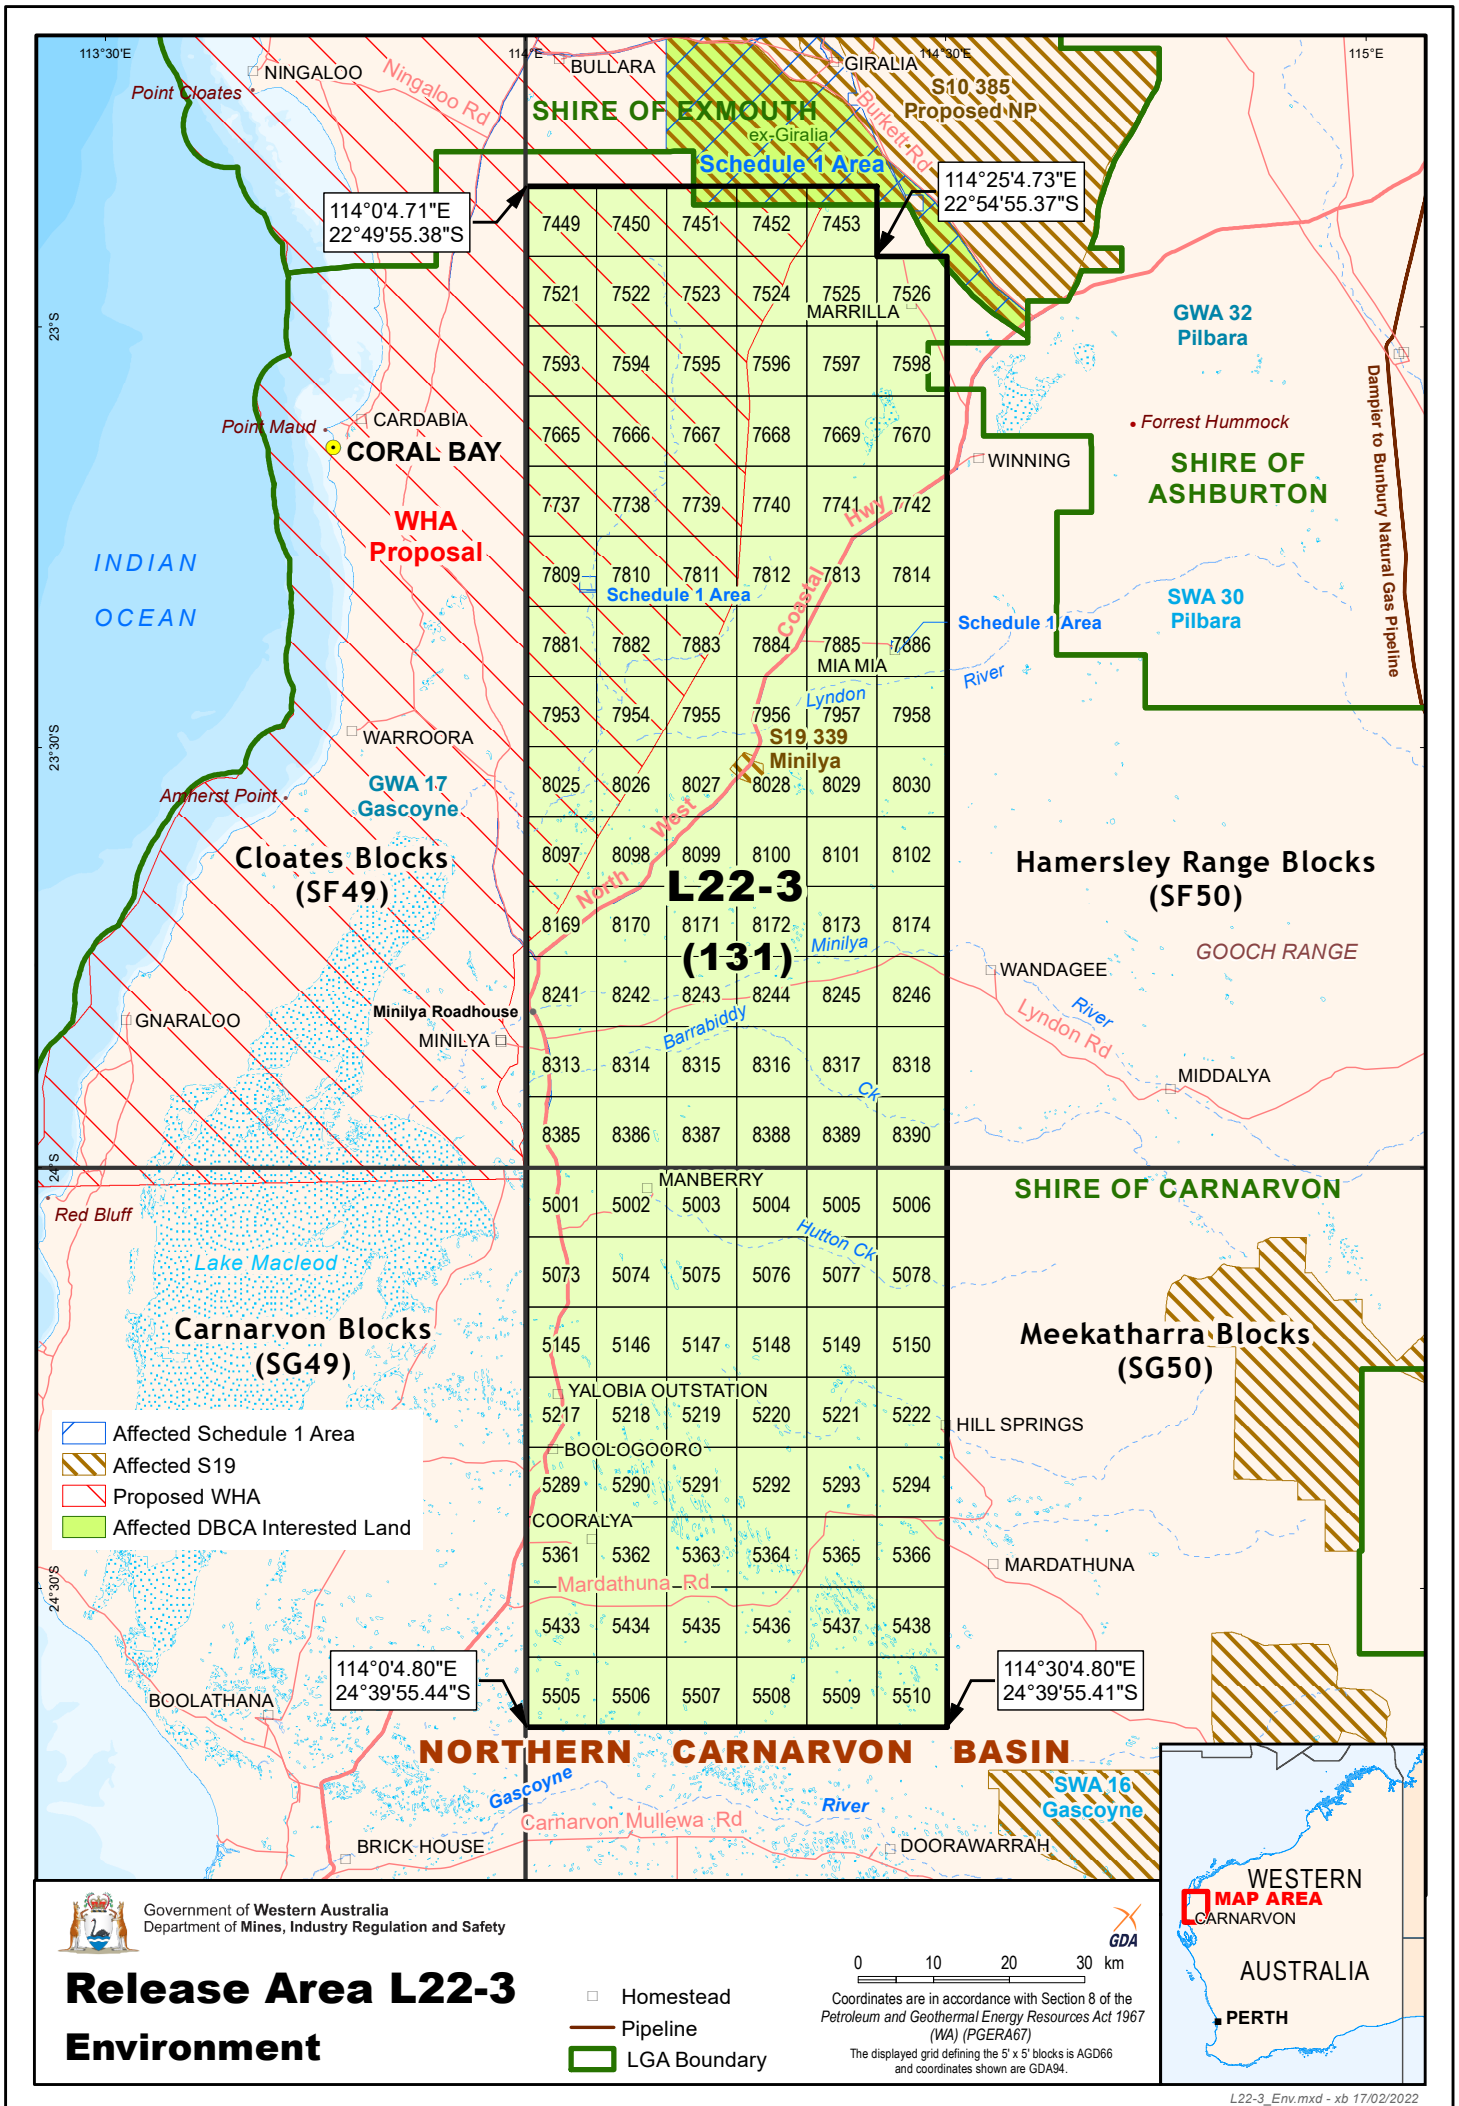 113°30'E
114°E
114°30'E
115°E
NINGALOO
Point Cloates
Ningaloo Rd
BULLARA
GIRALIA
SHIRE OF EXMOUTH
S10 385
Proposed NP
ex-Giralia
Burkett Rd
Schedule 1 Area
114°0'4.71"E
22°49'55.38"S
114°25'4.73"E
22°54'55.37"S
7449 7450 7451 7452 7453
7521 7522 7523 7524 7525 7526
MARRILLA
23°S
GWA 32
Pilbara
7593 7594 7595 7596 7597 7598
Dampier to Bunbury Natural Gas Pipeline
Point Maud
CARDABIA
CORAL BAY
Forrest Hummock
7665 7666 7667 7668 7669 7670
WINNING
SHIRE OF
ASHBURTON
WHA
Proposal
7737 7738 7739 7740 7741 7742
INDIAN
OCEAN
7809 7810 7811 7812 7813 7814
Schedule 1 Area
SWA 30
Pilbara
Schedule 1 Area
7881 7882 7883 7884 7885 7886
MIA MIA
Lyndon
River
7953 7954 7955 7956 7957 7958
WARROORA
23°30'S
S19 339
Minilya
GWA 17
Gascoyne
Amherst Point
8025 8026 8027 8028 8029 8030
North
West
Coastal
Hwy
Cloates Blocks
(SF49)
8097 8098 8099 8100 8101 8102
Hamersley Range Blocks
(SF50)
L22-3
(131)
8169 8170 8171 8172 8173 8174
Minilya
GOOCH RANGE
WANDAGEE
8241 8242 8243 8244 8245 8246
Minilya Roadhouse
GNARALOO
MINILYA
Barrabiddy
Ck
River
Lyndon Rd
8313 8314 8315 8316 8317 8318
MIDDALYA
8385 8386 8387 8388 8389 8390
24°S
MANBERRY
SHIRE OF CARNARVON
Red Bluff
5001 5002 5003 5004 5005 5006
Hutton Ck
Lake Macleod
5073 5074 5075 5076 5077 5078
Carnarvon Blocks
(SG49)
5145 5146 5147 5148 5149 5150
Meekatharra Blocks
(SG50)
YALOBIA OUTSTATION
5217 5218 5219 5220 5221 5222
HILL SPRINGS
BOOLOGOORO
Affected Schedule 1 Area
Affected S19
Proposed WHA
Affected DBCA Interested Land
5289 5290 5291 5292 5293 5294
COORALYA
5361 5362 5363 5364 5365 5366
MARDATHUNA
Mardathuna Rd
24°30'S
5433 5434 5435 5436 5437 5438
114°0'4.80"E
24°39'55.44"S
114°30'4.80"E
24°39'55.41"S
BOOLATHANA
5505 5506 5507 5508 5509 5510
NORTHERN CARNARVON BASIN
Gascoyne
River
SWA 16
Gascoyne
Carnarvon Mullewa Rd
BRICK HOUSE
DOORAWARRAH
WESTERN
MAP AREA
CARNARVON
AUSTRALIA
PERTH
Government of Western Australia
Department of Mines, Industry Regulation and Safety
Release Area L22-3
Environment
Homestead
Pipeline
LGA Boundary
GDA
0 10 20 30 km
Coordinates are in accordance with Section 8 of the
Petroleum and Geothermal Energy Resources Act 1967
(WA) (PGERA67)
The displayed grid defining the 5' x 5' blocks is AGD66
and coordinates shown are GDA94.
L22-3_Env.mxd - xb 17/02/2022